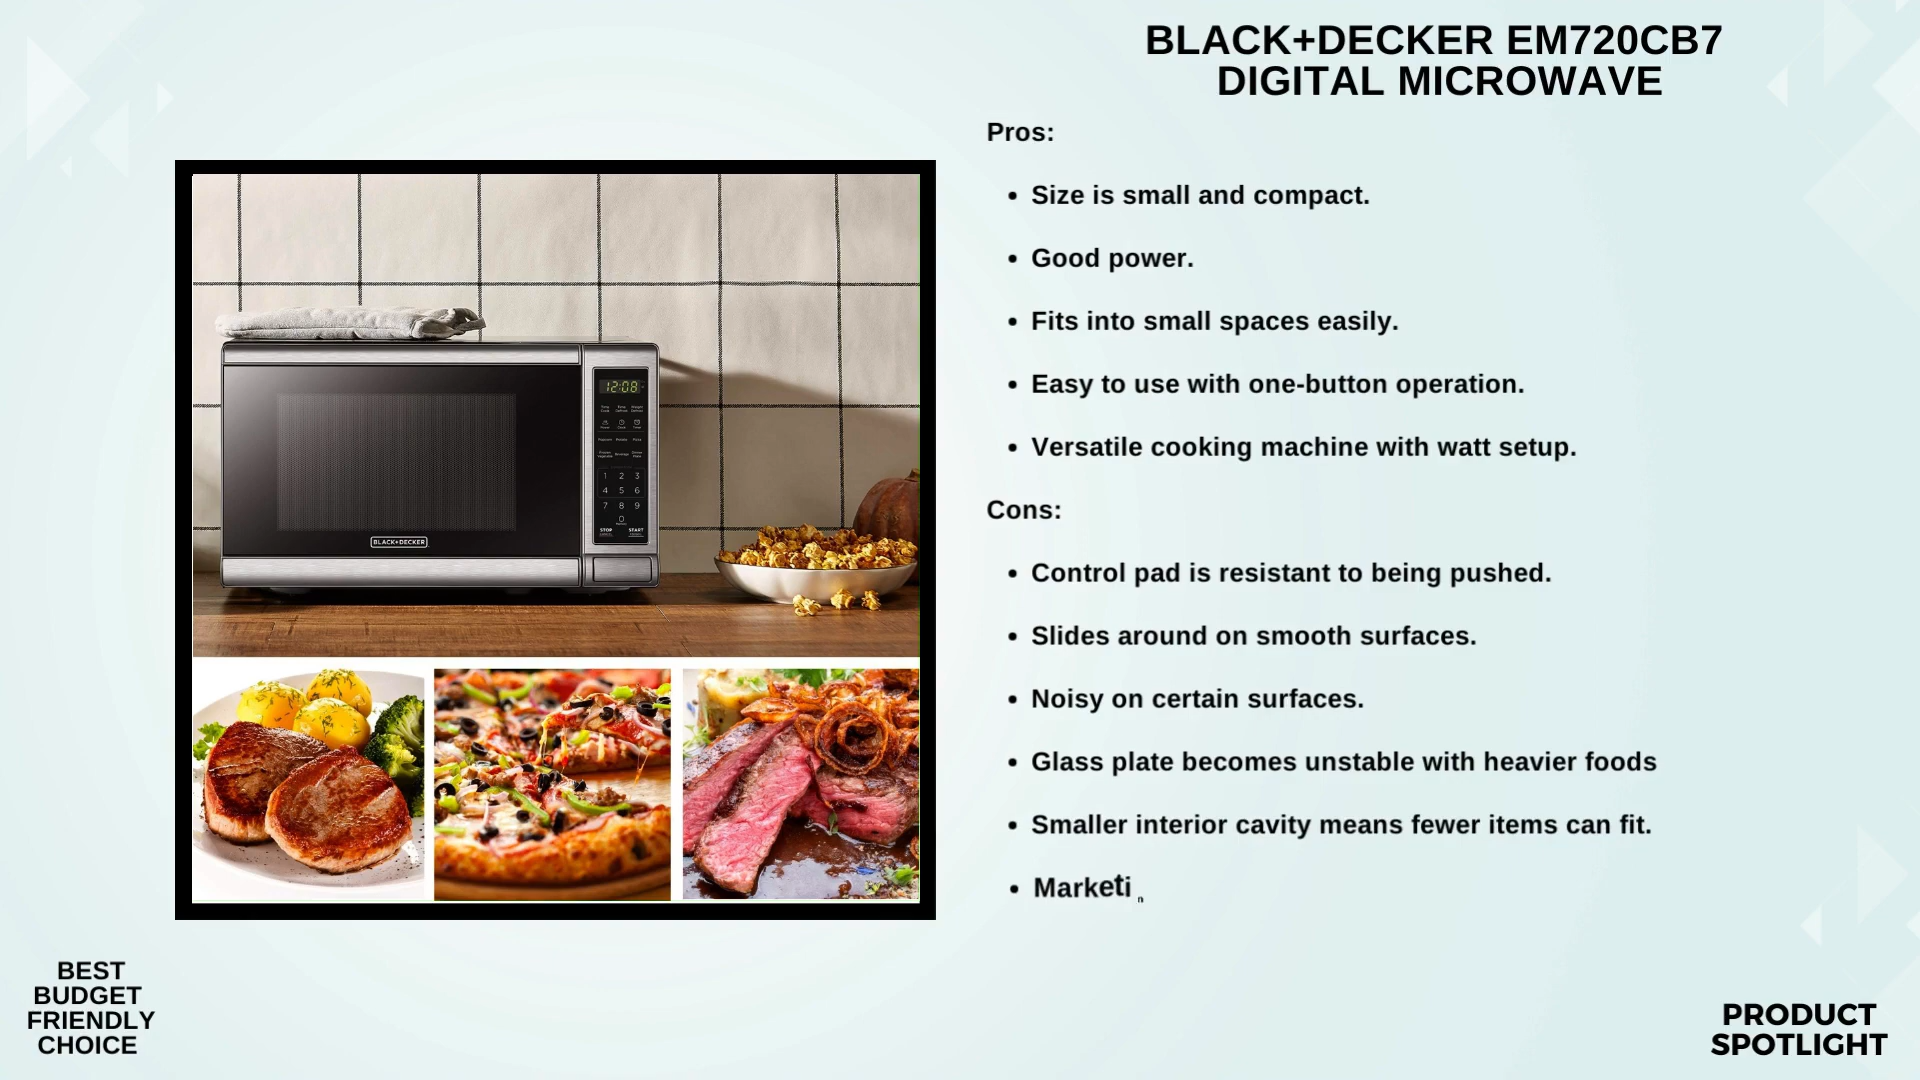 BLACK+DECKER EM720CB7
DIGITAL MICROWAVE
Pros:
• Size is small and compact.
• Good power.
• Fits into small spaces easily.
• Easy to use with one-button operation.
• Versatile cooking machine with watt setup.
Cons:
• Control pad is resistant to being pushed.
• Slides around on smooth surfaces.
• Noisy on certain surfaces.
• Glass plate becomes unstable with heavier foods
• Smaller interior cavity means fewer items can fit.
• Marketin
12:08
1 2 3
4 5 6
7 8 9
0
STOP START
BLACK+DECKER
BEST
BUDGET
FRIENDLY
CHOICE
PRODUCT
SPOTLIGHT